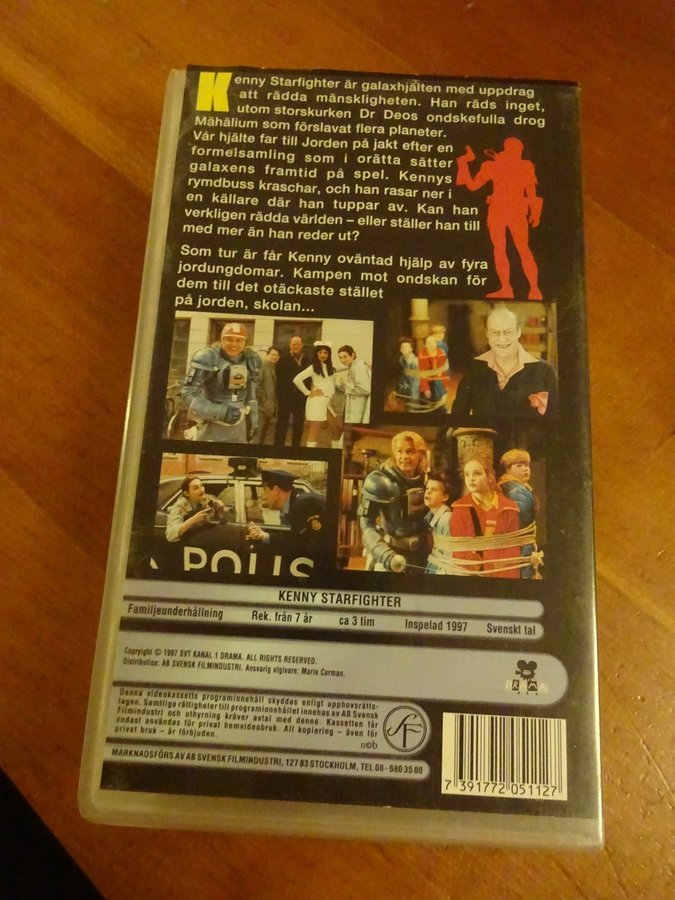 Kenny Starfighter är galaxhjälten med uppdrag
att rädda mänskligheten. Han räds inget,
utom storskurken Dr Deos ondskefulla drog
Mähälium som förslavat flera planeter.
Vår hjälte far till Jorden på jakt efter en
formelsamling som i orätta sätter
galaxens framtid på spel. Kennys
rymdbuss kraschar, och han rasar ner i
en källare där han tuppar av. Kan han
verkligen rädda världen – eller ställer han till
med mer än han reder ut?
Som tur är får Kenny oväntad hjälp av fyra
jordungdomar. Kampen mot ondskan för
dem till det otäckaste stället
på jorden, skolan...
POLIS
KENNY STARFIGHTER
Familjeunderhållning Rek. från 7 år ca 3 tim Inspelad 1997 Svenskt tal
Copyright © 1997 SVT KANAL 1 DRAMA. ALL RIGHTS RESERVED.
Distribution: AB SVENSK FILMINDUSTRI. Ansvarig utgivare: Maria Curman.
DRAMA
Denna videokassetts programinnehåll skyddas enligt upphovsrätts-
lagen. Samtliga rättigheter till programinnehållet innehas av AB Svensk
Filmindustri och uthyrning kräver avtal med denne. Kassetten får
endast användas för privat hemvideobruk. All kopiering – även för
privat bruk – är förbjuden.
SF
n©b
MARKNADSFÖRS AV AB SVENSK FILMINDUSTRI, 127 83 STOCKHOLM, TEL 08 - 680 35 00
7 391772 051127